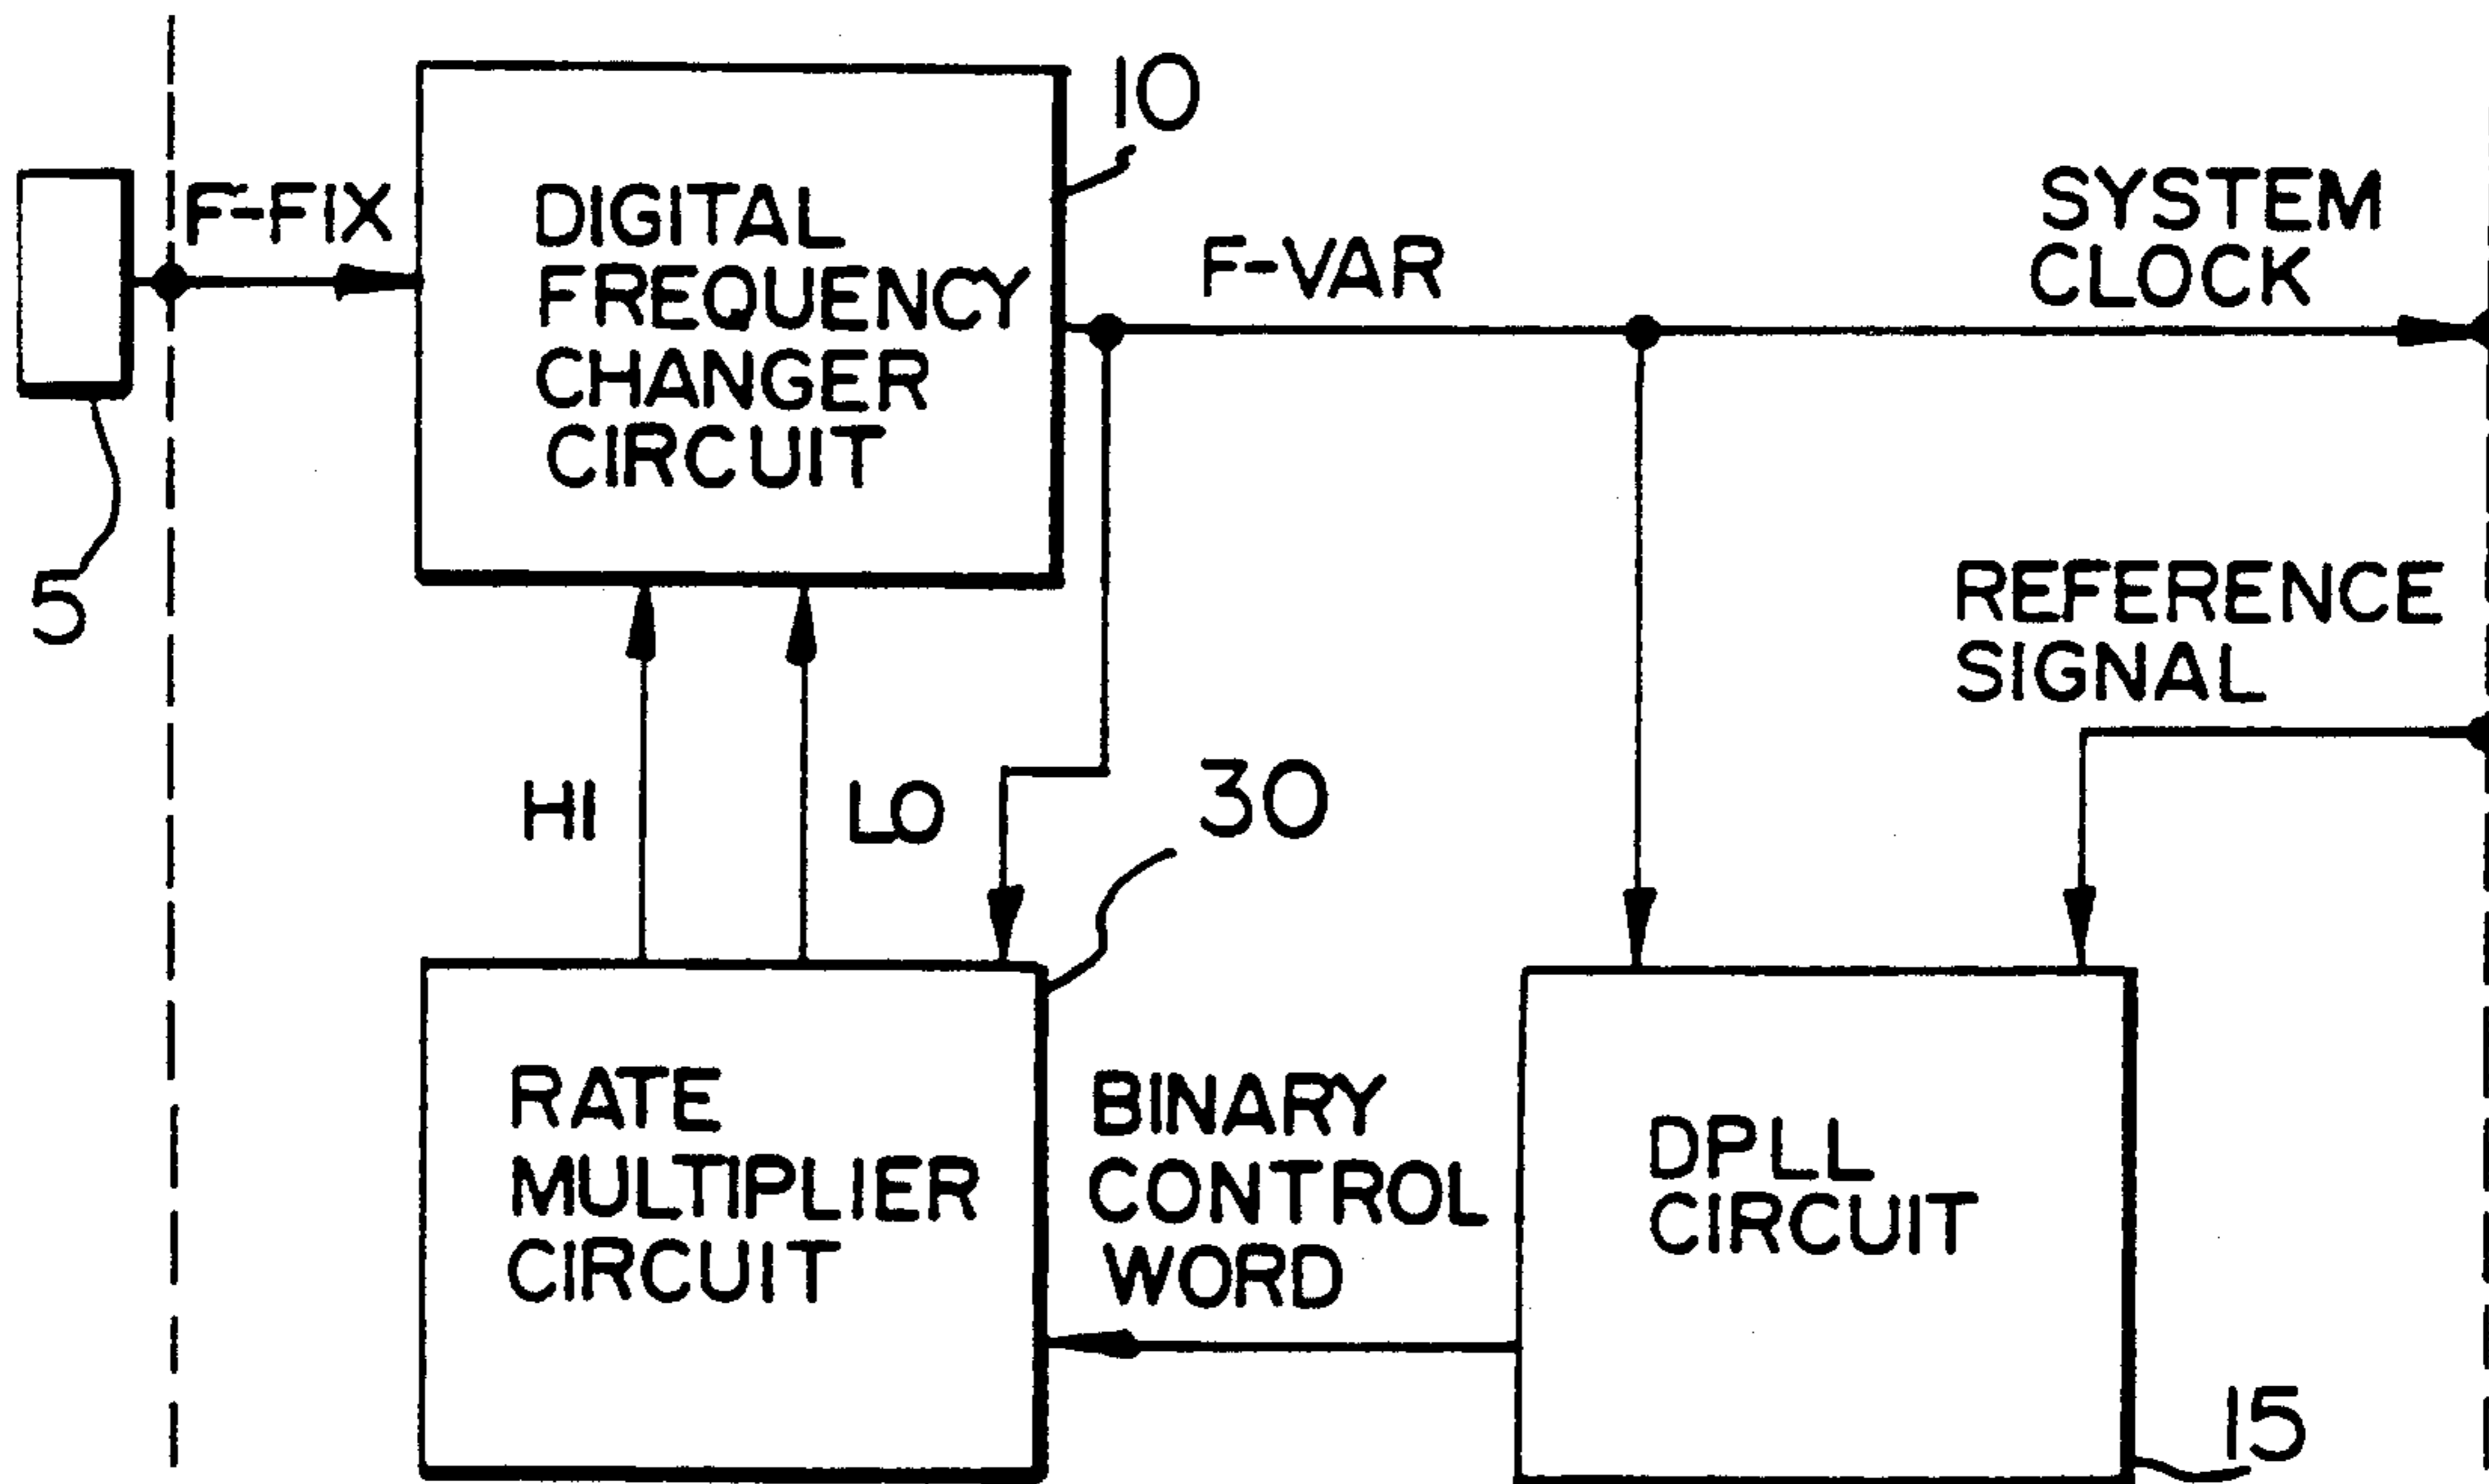 10
F-FIX
DIGITAL
FREQUENCY
CHANGER
CIRCUIT
F-VAR
SYSTEM
CLOCK
5
REFERENCE
SIGNAL
HI
LO
30
RATE
MULTIPLIER
CIRCUIT
BINARY
CONTROL
WORD
DPLL
CIRCUIT
15